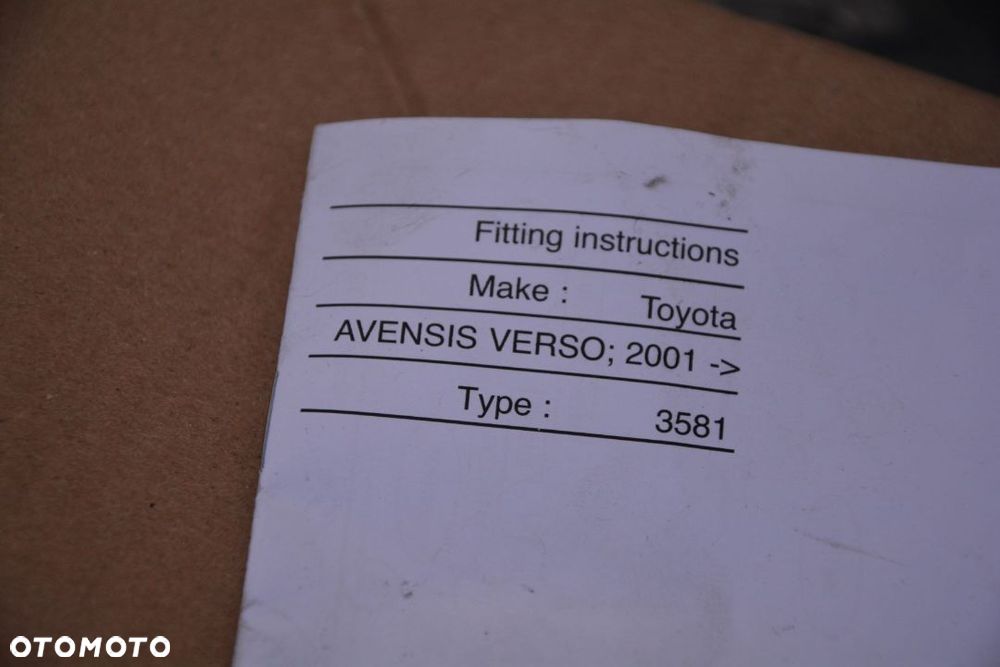 Fitting instructions
Make : Toyota
AVENSIS VERSO; 2001 ->
Type : 3581
OTOMOTO